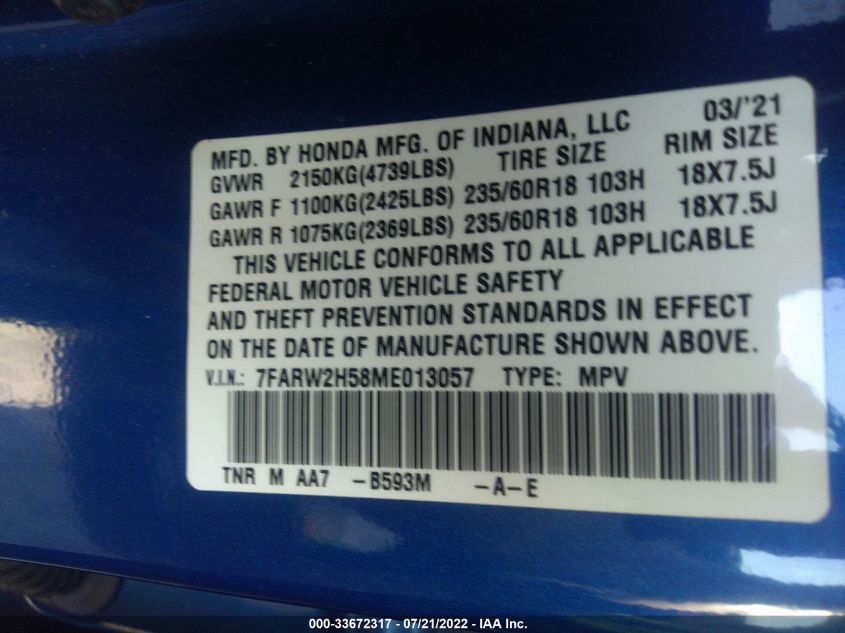 MFD. BY HONDA MFG. OF INDIANA, LLC 03/'21
GVWR 2150KG(4739LBS) TIRE SIZE RIM SIZE
GAWR F 1100KG(2425LBS) 235/60R18 103H 18X7.5J
GAWR R 1075KG(2369LBS) 235/60R18 103H 18X7.5J
THIS VEHICLE CONFORMS TO ALL APPLICABLE
FEDERAL MOTOR VEHICLE SAFETY
AND THEFT PREVENTION STANDARDS IN EFFECT
ON THE DATE OF MANUFACTURE SHOWN ABOVE.
V.I.N.: 7FARW2H58ME013057 TYPE: MPV
TNR M AA7 -B593M -A-E
000-33672317 - 07/21/2022 - IAA Inc.